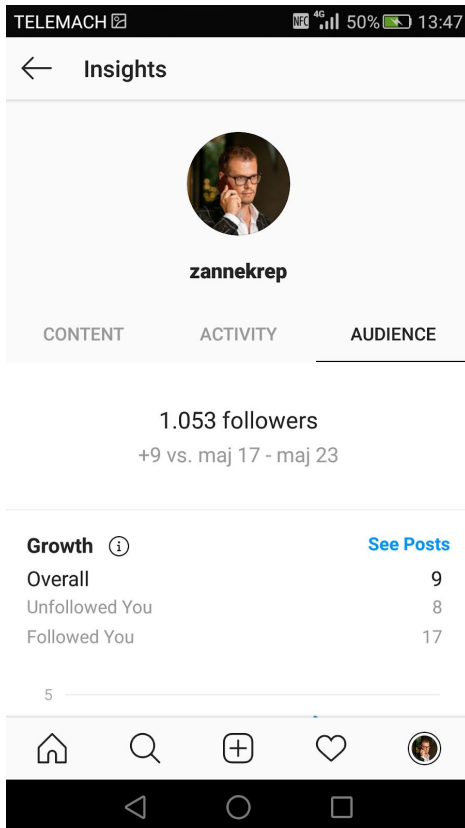 TELEMACH NFC 4G 50% 13:47
Insights
zannekrep
CONTENT ACTIVITY AUDIENCE
1.053 followers
+9 vs. maj 17 - maj 23
Growth i See Posts
Overall 9
Unfollowed You 8
Followed You 17
5